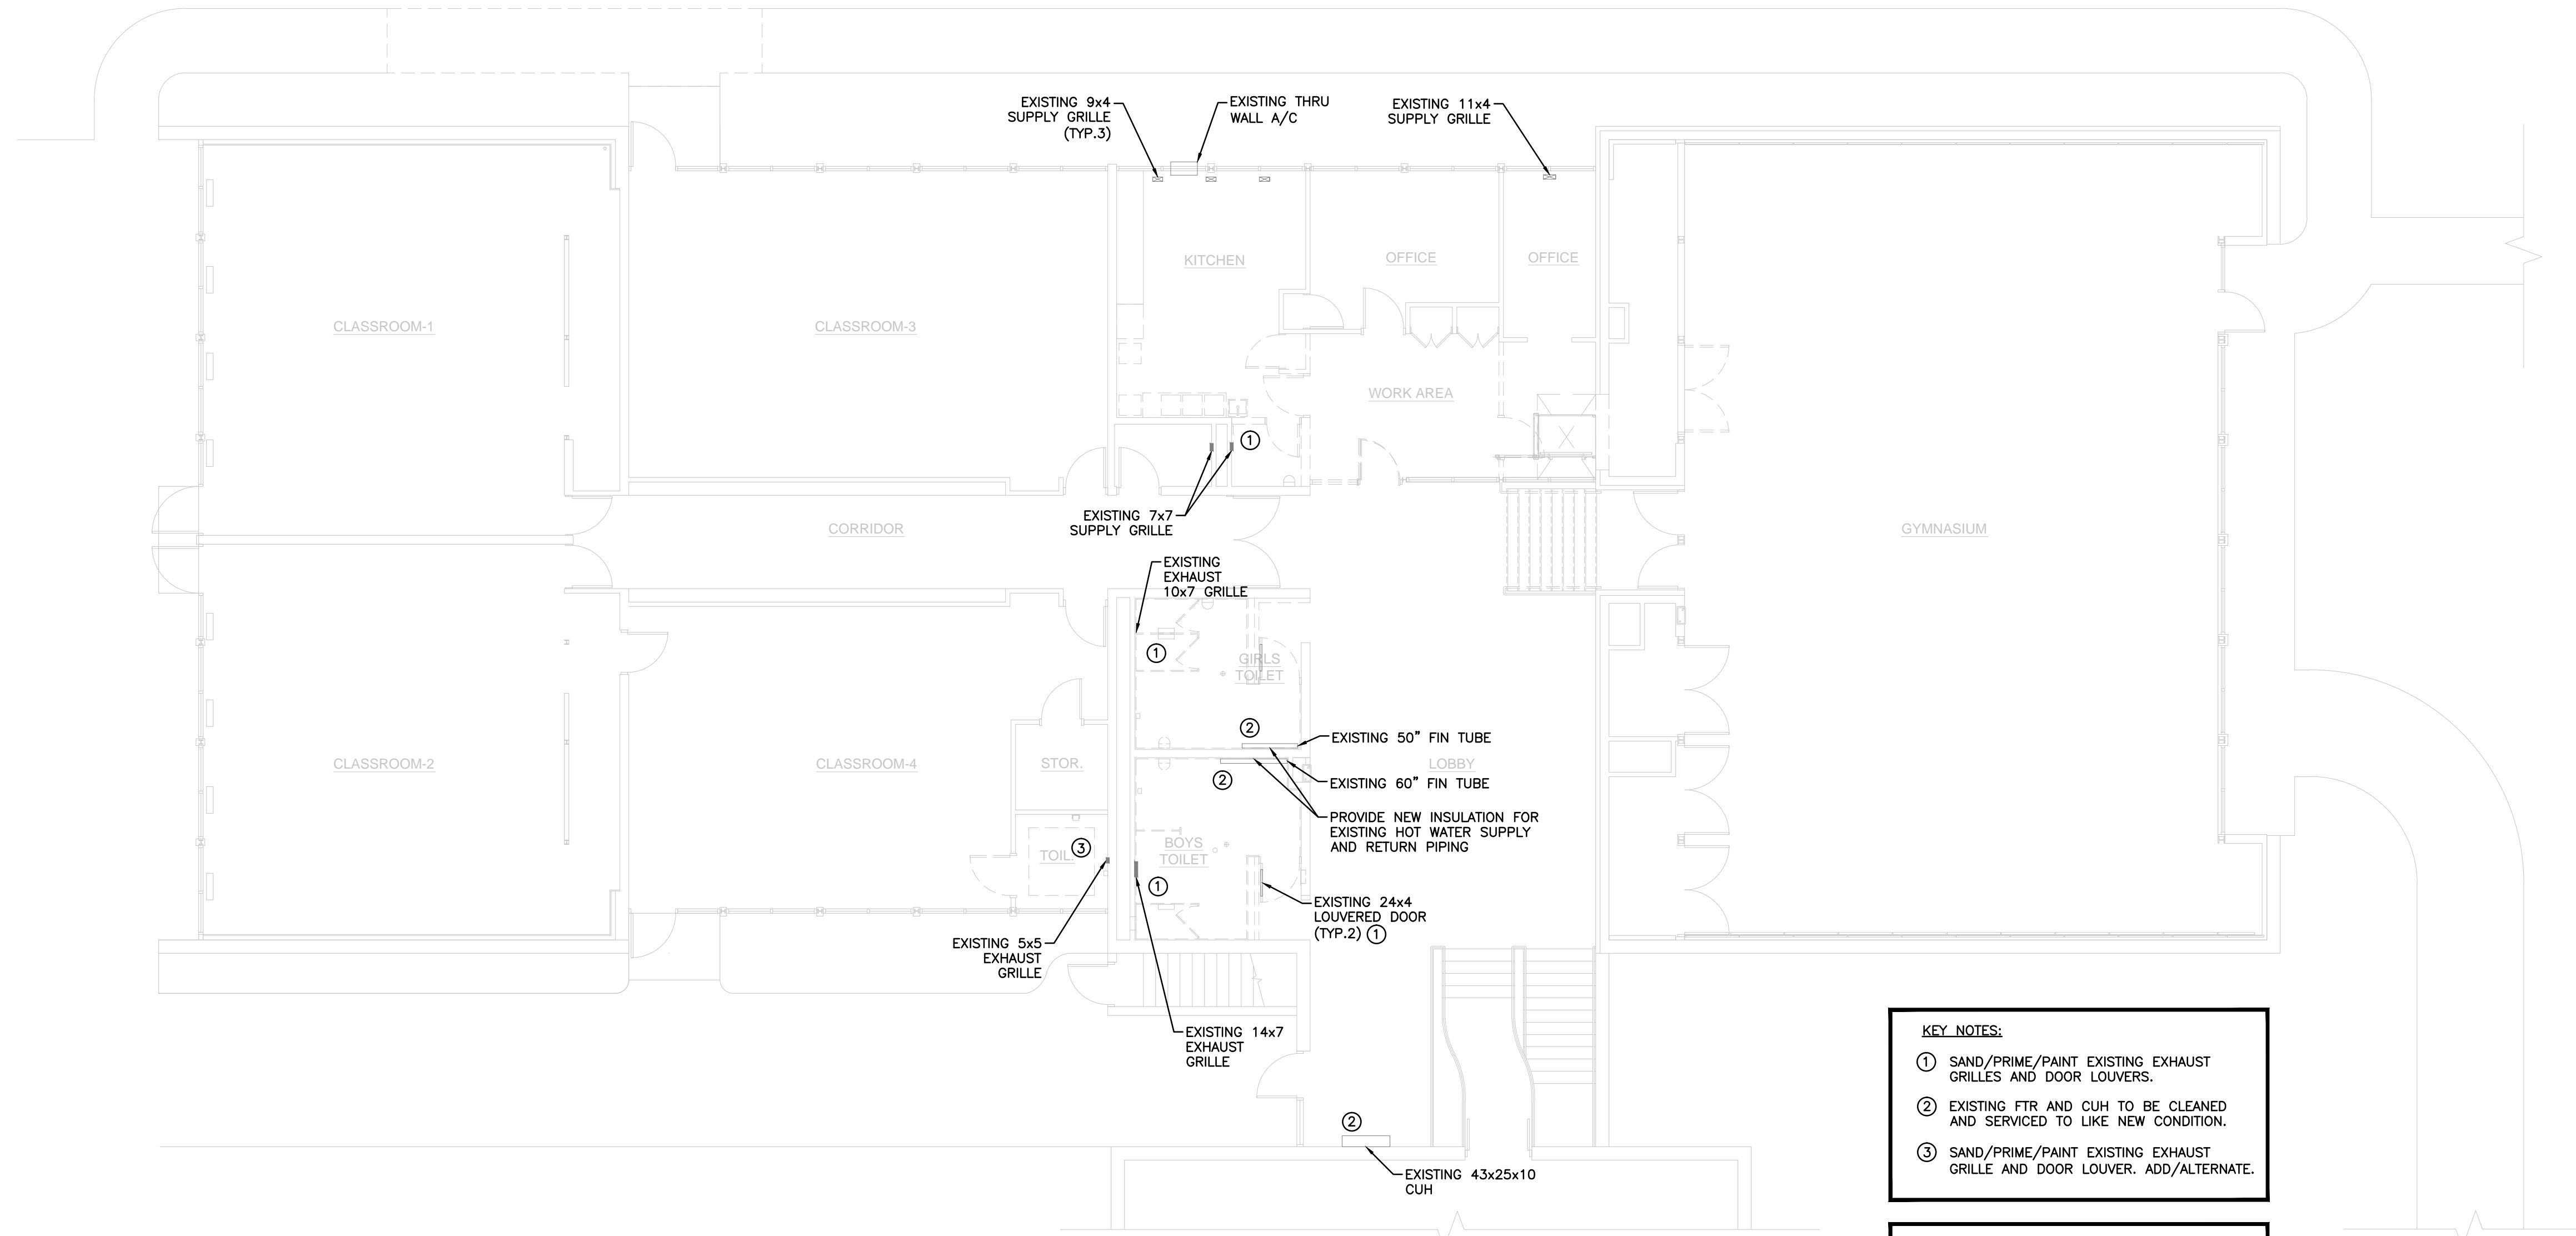 EXISTING 9x4
SUPPLY GRILLE
(TYP.3)
EXISTING THRU
WALL A/C
EXISTING 11x4
SUPPLY GRILLE
KITCHEN
OFFICE
OFFICE
CLASSROOM-1
CLASSROOM-3
WORK AREA
1
EXISTING 7x7
SUPPLY GRILLE
CORRIDOR
GYMNASIUM
EXISTING
EXHAUST
10x7 GRILLE
1
GIRLS
TOILET
2
EXISTING 50" FIN TUBE
CLASSROOM-2
CLASSROOM-4
STOR.
LOBBY
2
EXISTING 60" FIN TUBE
PROVIDE NEW INSULATION FOR
EXISTING HOT WATER SUPPLY
AND RETURN PIPING
BOYS
TOILET
TOIL.
3
1
EXISTING 24x4
LOUVERED DOOR
(TYP.2) 1
EXISTING 5x5
EXHAUST
GRILLE
EXISTING 14x7
EXHAUST
GRILLE
2
EXISTING 43x25x10
CUH
KEY NOTES:
1 SAND/PRIME/PAINT EXISTING EXHAUST
GRILLES AND DOOR LOUVERS.
2 EXISTING FTR AND CUH TO BE CLEANED
AND SERVICED TO LIKE NEW CONDITION.
3 SAND/PRIME/PAINT EXISTING EXHAUST
GRILLE AND DOOR LOUVER. ADD/ALTERNATE.